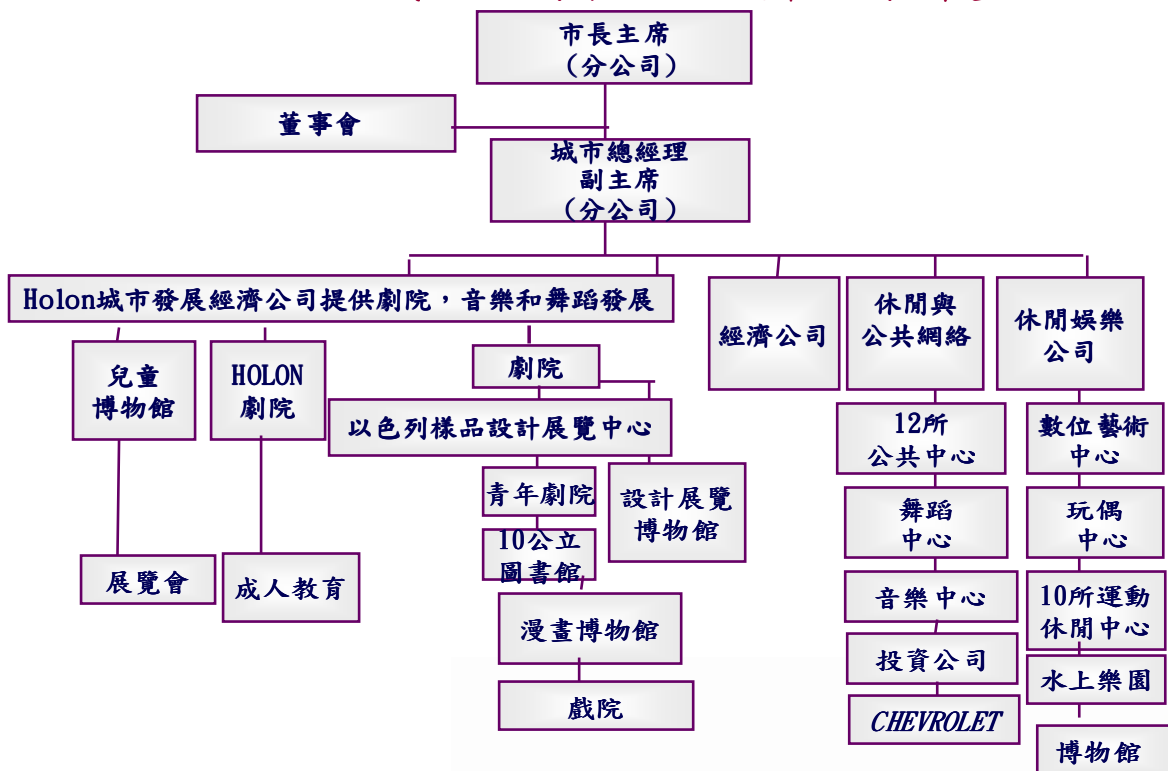 市長主席
(分公司)
董事會
城市總經理
副主席
(分公司)
Holon城市發展經濟公司提供劇院，音樂和舞蹈發展
經濟公司
休閒與
公共網絡
休閒娛樂
公司
兒童
博物館
HOLON
劇院
劇院
以色列樣品設計展覽中心
12所
公共中心
數位藝術
中心
青年劇院
設計展覽
博物館
舞蹈
中心
玩偶
中心
10公立
圖書館
展覽會
成人教育
音樂中心
10所運動
休閒中心
漫畫博物館
投資公司
水上樂園
戲院
CHEVROLET
博物館